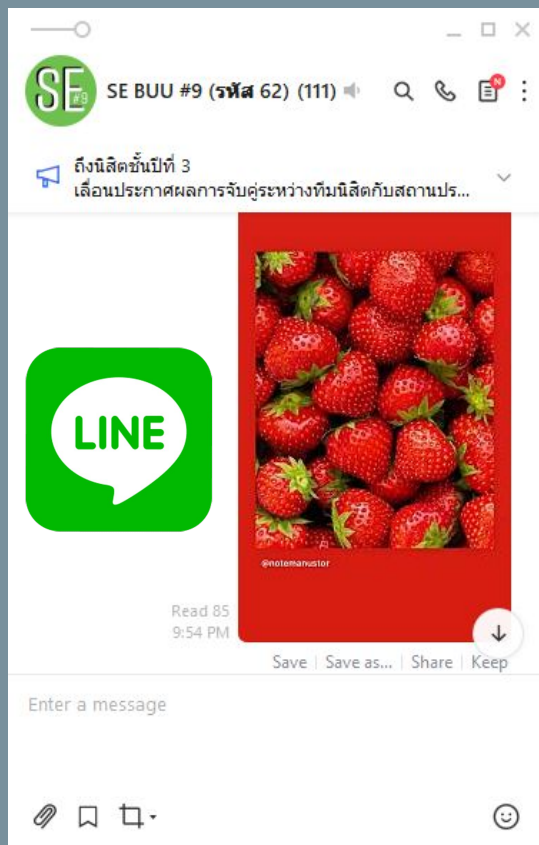 SE #9
SE BUU #9 (รหัส 62) (111)
N
ถึงนิสิตชั้นปีที่ 3
เลื่อนประกาศผลการจับคู่ระหว่างทีมนิสิตกับสถานปร...
LINE
@notemanustor
Read 85
9:54 PM
Save | Save as... | Share | Keep
Enter a message